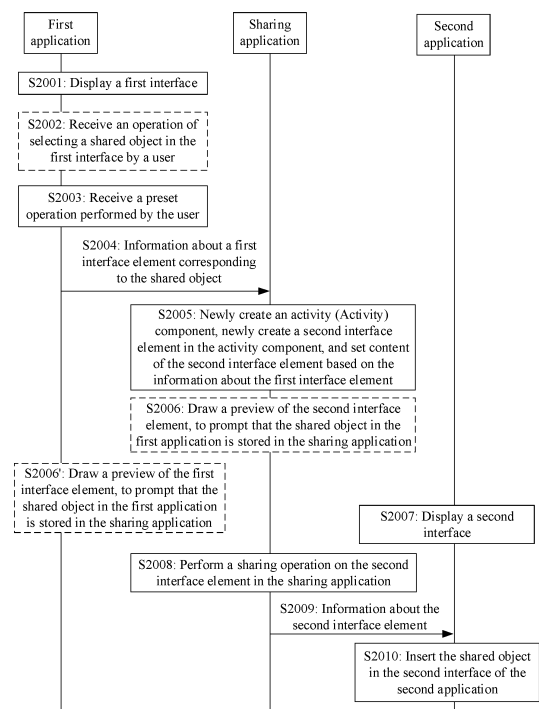 First
application
Sharing
application
Second
application
S2001: Display a first interface
S2002: Receive an operation of
selecting a shared object in the
first interface by a user
S2003: Receive a preset
operation performed by the user
S2004: Information about a first
interface element corresponding
to the shared object
S2005: Newly create an activity (Activity)
component, newly create a second interface
element in the activity component, and set content
of the second interface element based on the
information about the first interface element
S2006: Draw a preview of the second interface
element, to prompt that the shared object in the
first application is stored in the sharing application
S2006': Draw a preview of the first
interface element, to prompt that the
shared object in the first application
is stored in the sharing application
S2007: Display a second
interface
S2008: Perform a sharing operation on the second
interface element in the sharing application
S2009: Information about the
second interface element
S2010: Insert the shared object
in the second interface of the
second application